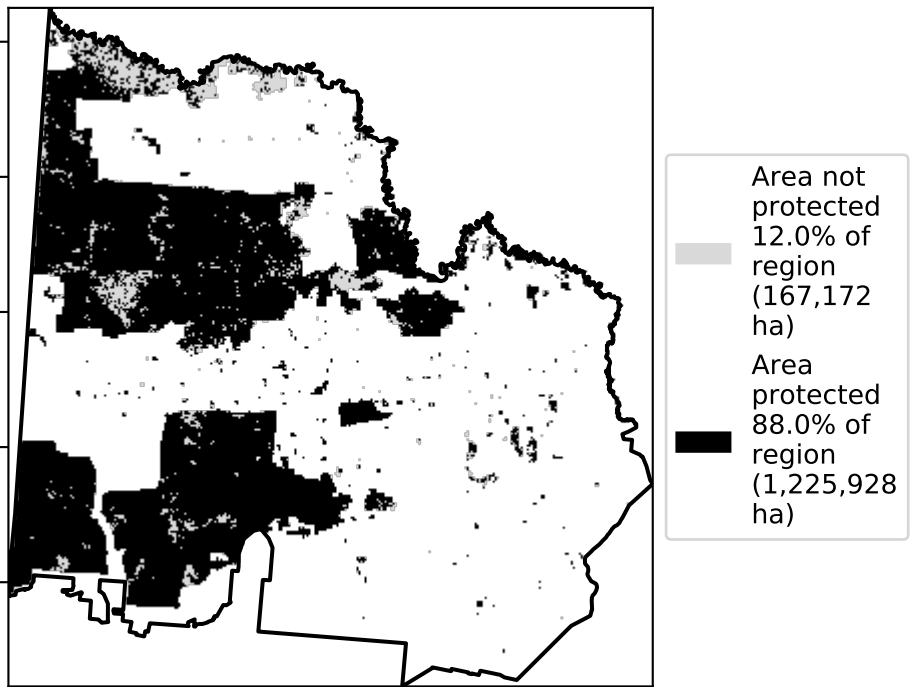 Area not
protected
12.0% of
region
(167,172
ha)
Area
protected
88.0% of
region
(1,225,928
ha)